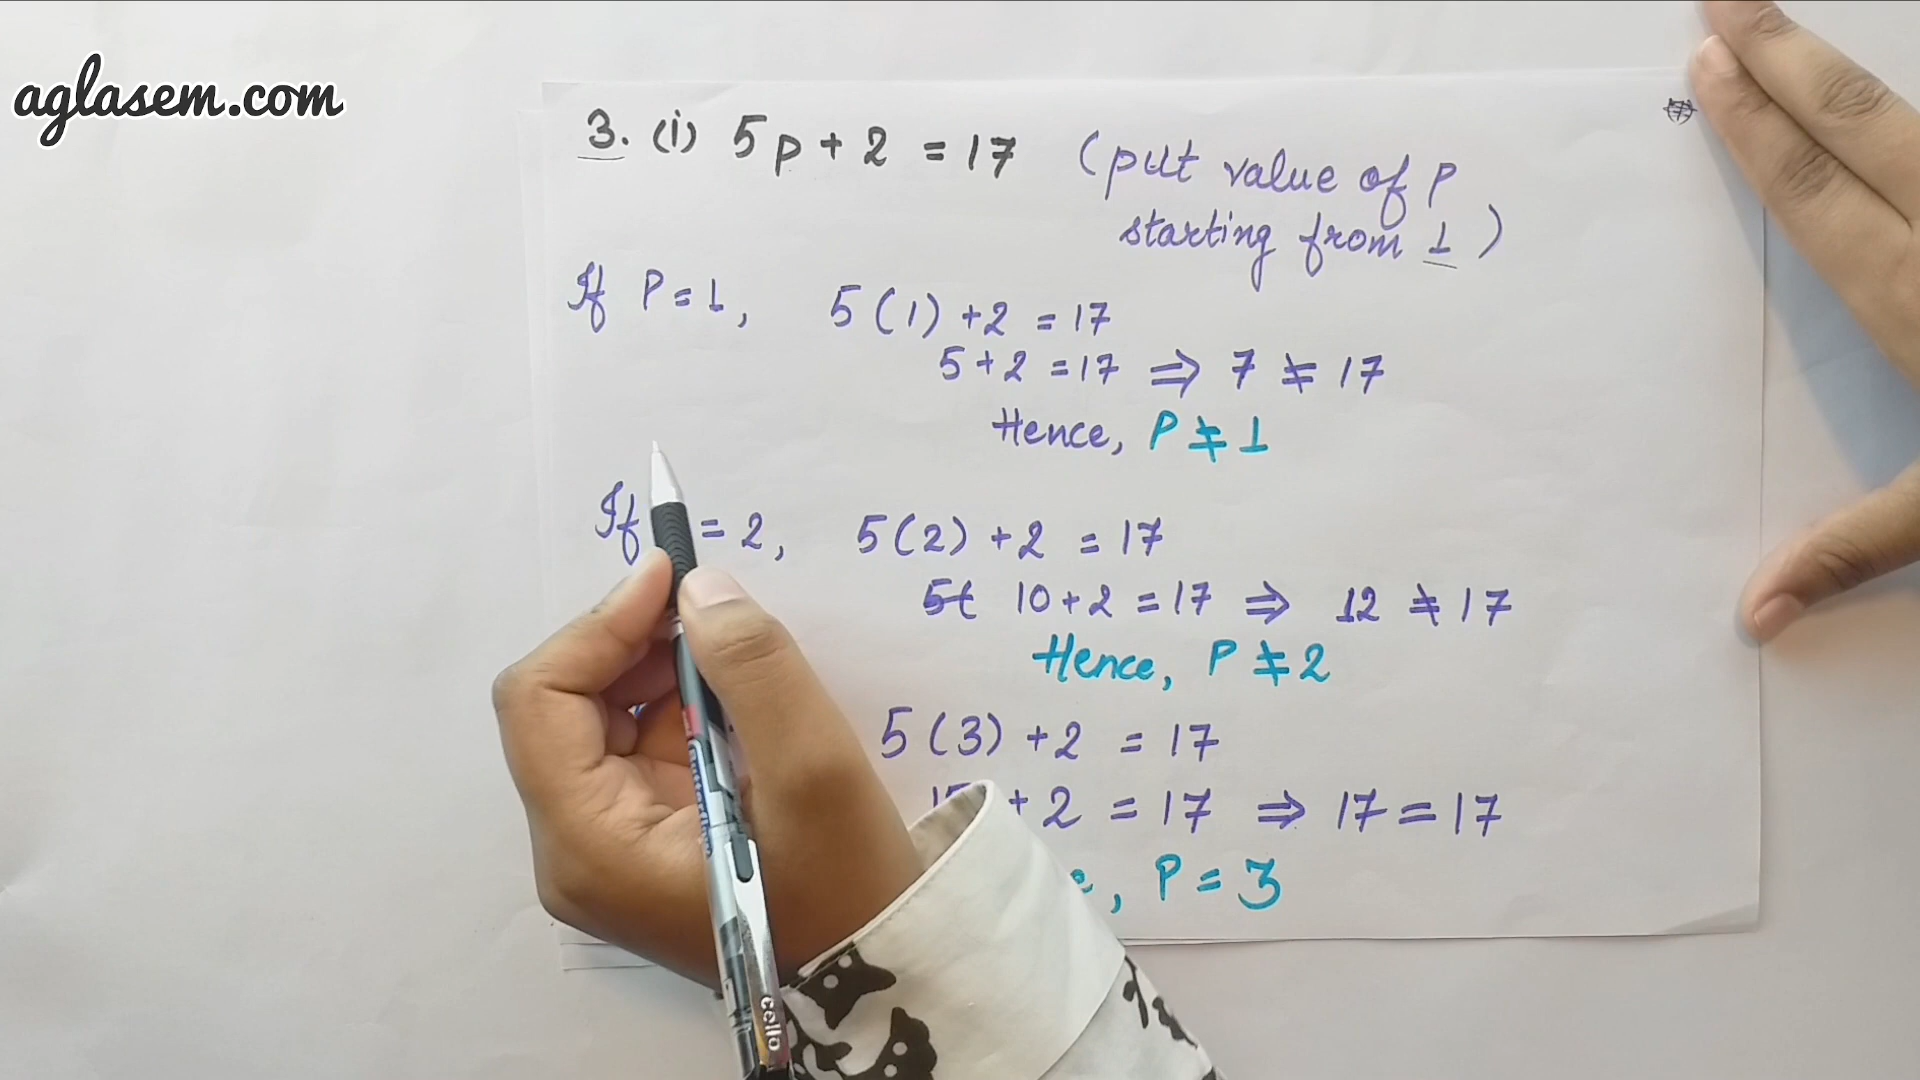 aglasem.com
3. (i) 5p + 2 = 17 (put value of P
starting from 1)
If P = 1, 5(1) + 2 = 17
5 + 2 = 17 ⇒ 7 ≠ 17
Hence, P ≠ 1
If = 2, 5(2) + 2 = 17
10 + 2 = 17 ⇒ 12 ≠ 17
Hence, P ≠ 2
5(3) + 2 = 17
+ 2 = 17 ⇒ 17 = 17
, P = 3
cello